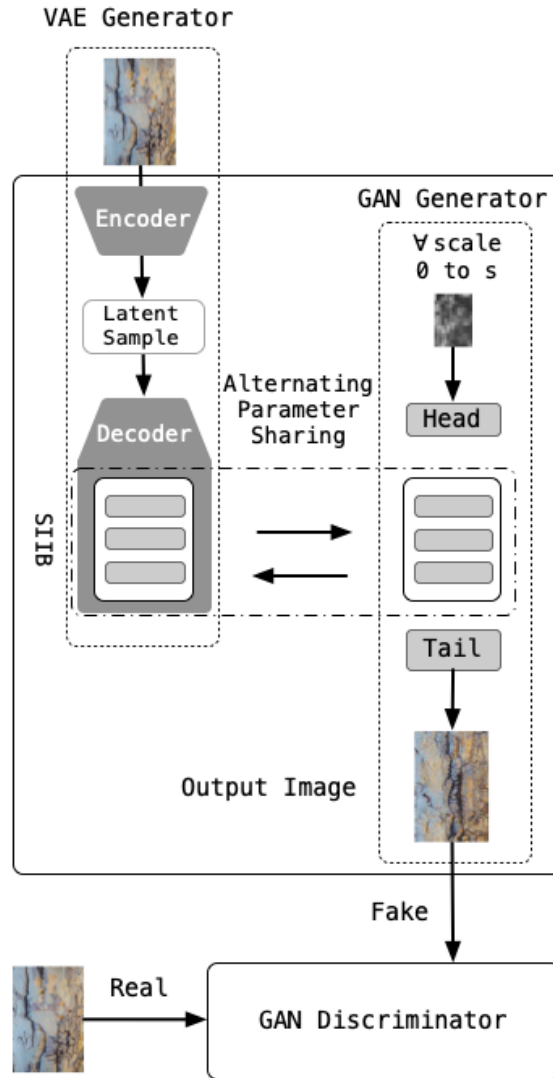 VAE Generator
Encoder
Latent
Sample
Decoder
SIIB
Alternating
Parameter
Sharing
GAN Generator
∀ scale
0 to s
Head
Tail
Output Image
Fake
Real
GAN Discriminator